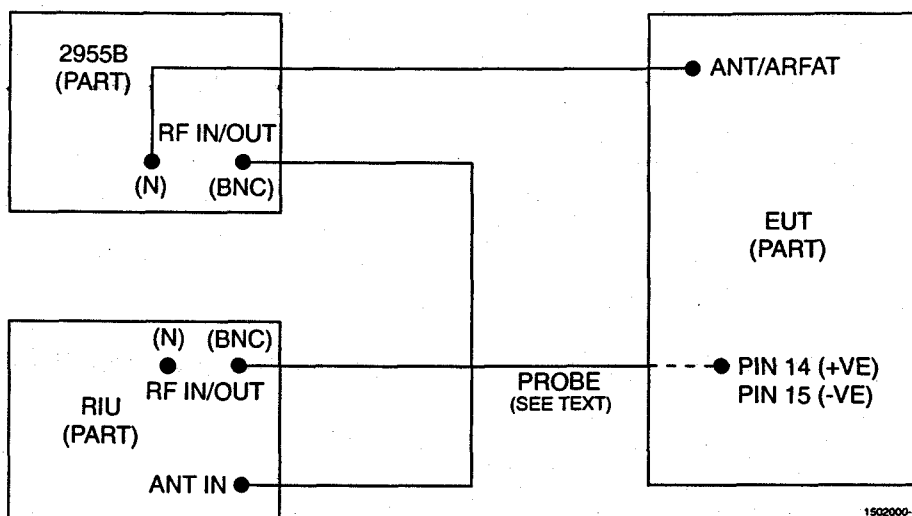 2955B
(PART)
RF IN/OUT
(N)
(BNC)
ANT/ARFAT
EUT
(PART)
(N)
(BNC)
RF IN/OUT
RIU
(PART)
ANT IN
PROBE
(SEE TEXT)
PIN 14 (+VE)
PIN 15 (-VE)
1502000-